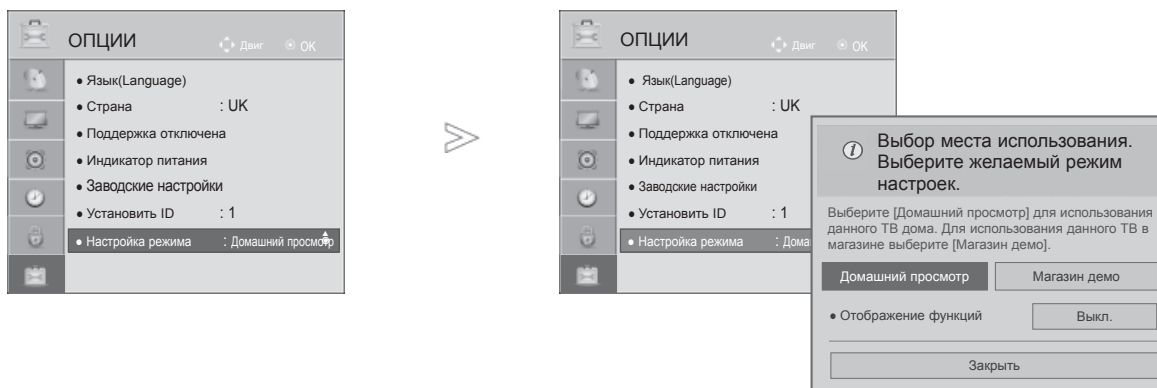 ОПЦИИ
Двиг
OK
● Язык(Language)
● Страна : UK
● Поддержка отключена
● Индикатор питания
● Заводские настройки
● Установить ID : 1
● Настройка режима : Домашний просмотр
ОПЦИИ
Двиг
OK
● Язык(Language)
● Страна : UK
● Поддержка отключена
● Индикатор питания
● Заводские настройки
● Установить ID : 1
● Настройка режима : Дома
Выбор места использования.
Выберите желаемый режим
настроек.
Выберите [Домашний просмотр] для использования
данного ТВ дома. Для использования данного ТВ в
магазине выберите [Магазин демо].
Домашний просмотр
Магазин демо
● Отображение функций
Выкл.
Закрыть